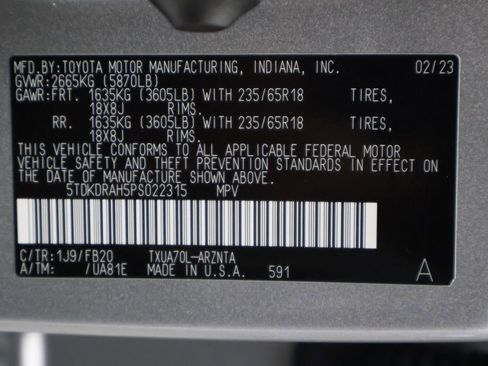 MFD.BY:TOYOTA MOTOR MANUFACTURING, INDIANA, INC. 02/23
GVWR:2665KG (5870LB)
GAWR:FRT. 1635KG (3605LB) WITH 235/65R18 TIRES,
18X8J RIMS.
RR. 1635KG (3605LB) WITH 235/65R18 TIRES,
18X8J RIMS.
THIS VEHICLE CONFORMS TO ALL APPLICABLE FEDERAL MOTOR
VEHICLE SAFETY AND THEFT PREVENTION STANDARDS IN EFFECT
ON THE DATE OF MANUFACTURE SHOWN ABOVE.
5TDKDRAH5PS022315 MPV
C/TR:1J9/FB20 TXUA70L-ARZNTA
A/TM: /UA81E MADE IN U.S.A. 591 A